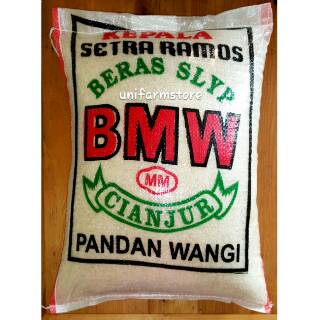 KEPALA
SETRA RAMOS
BERAS SLYP
unifarmstore
BMW
MM
CIANJUR
PANDAN WANGI